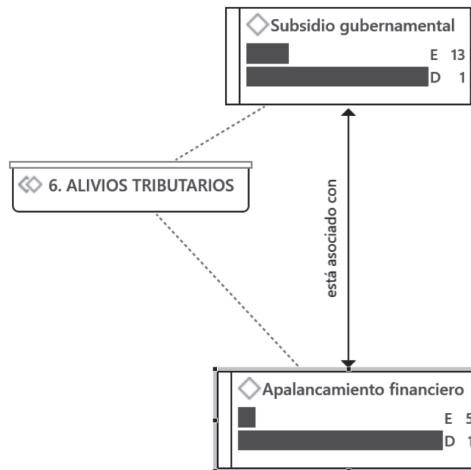 Subsidio gubernamental
E 13
D 1
6. ALIVIOS TRIBUTARIOS
está asociado con
Apalancamiento financiero
E 5
D 1